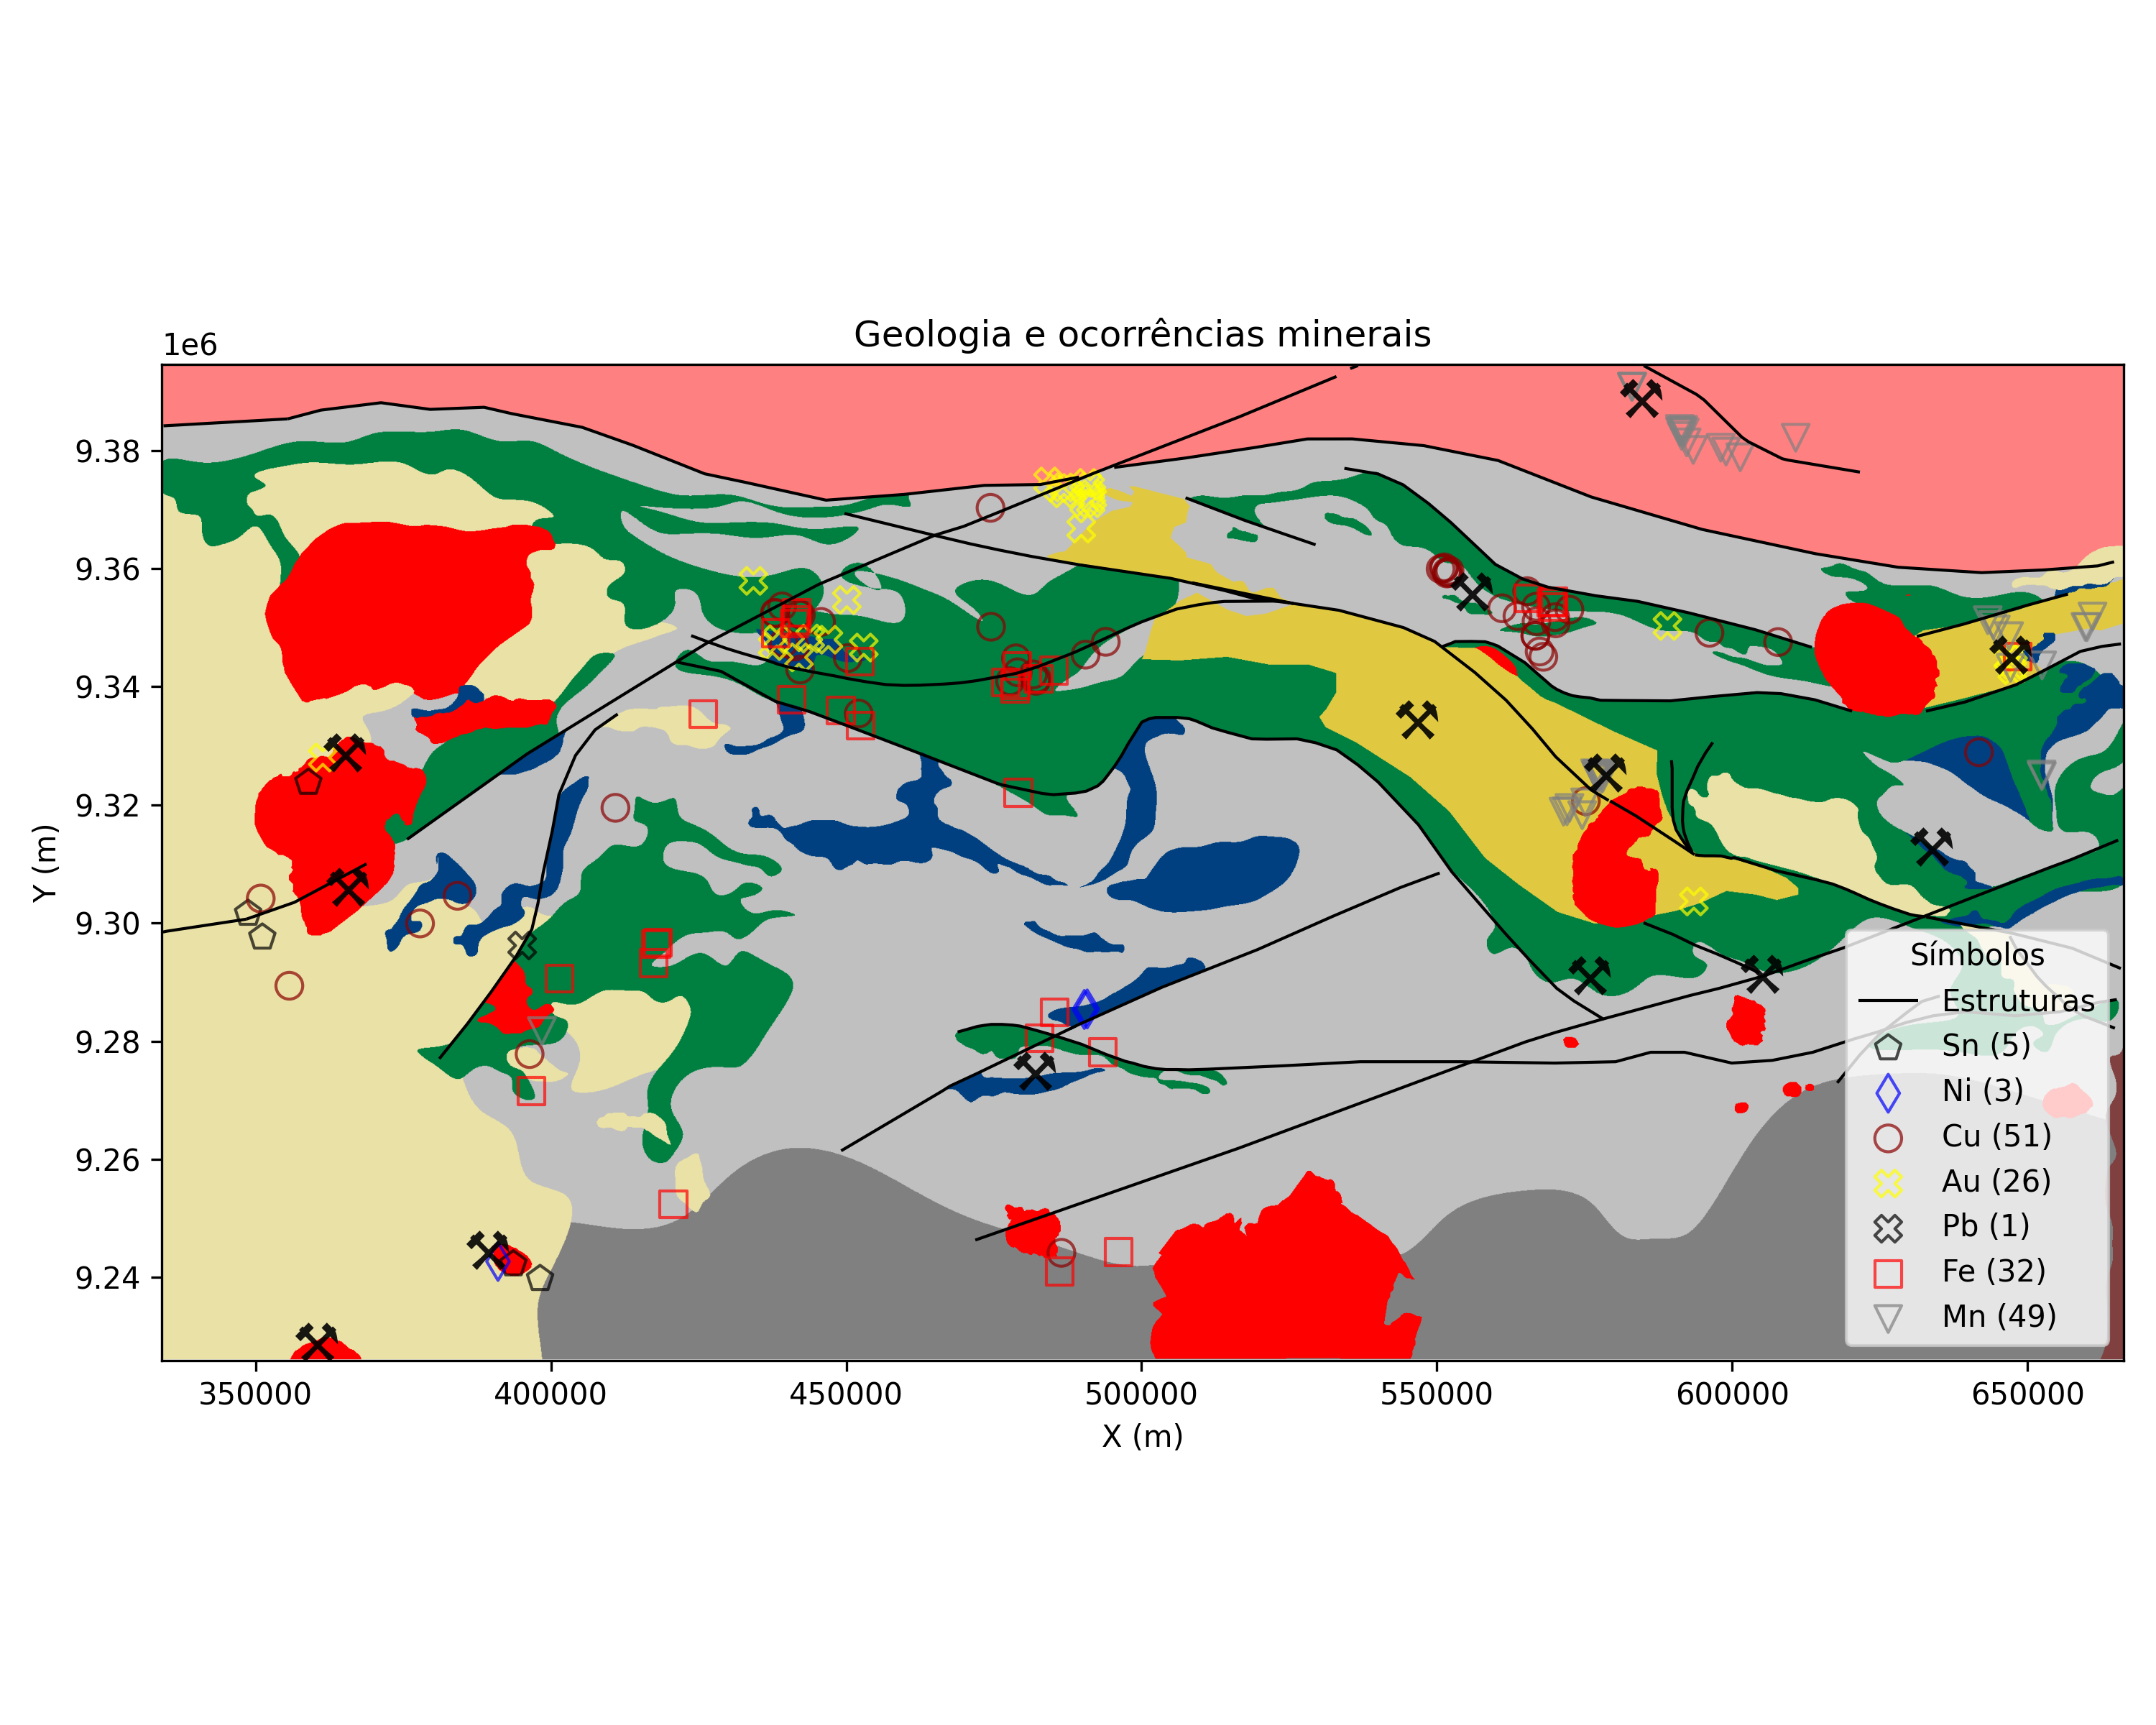 Geologia e ocorrências minerais
1e6
9.38
9.36
9.34
9.32
9.30
9.28
9.26
9.24
Y (m)
350000 400000 450000 500000 550000 600000 650000
X (m)
Símbolos
Estruturas
Sn (5)
Ni (3)
Cu (51)
Au (26)
Pb (1)
Fe (32)
Mn (49)